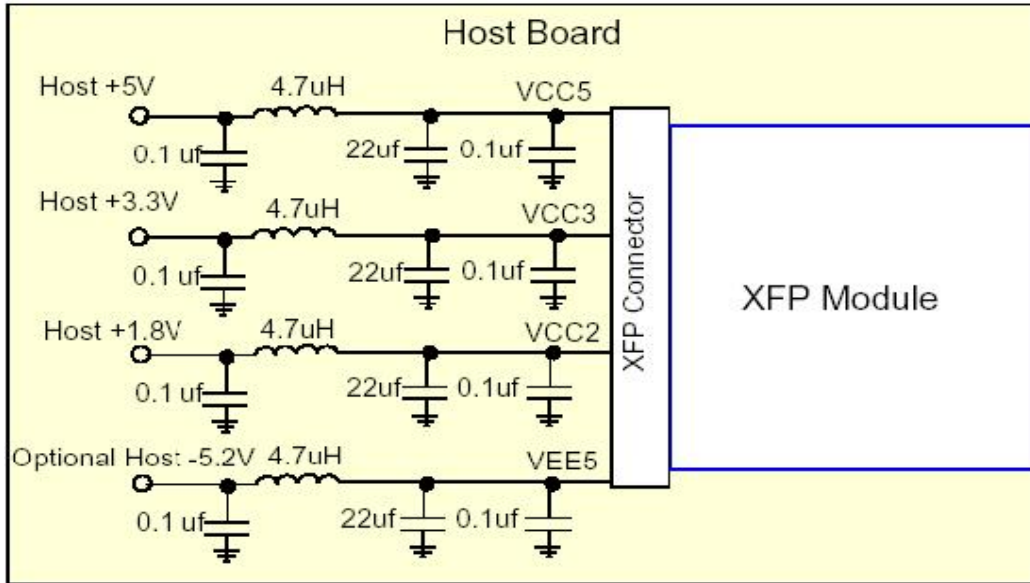 Host Board
Host +5V
4.7uH
VCC5
0.1 uf
22uf
0.1uf
Host +3.3V
4.7uH
VCC3
0.1 uf
22uf
0.1uf
XFP Connector
XFP Module
Host +1.8V
4.7uH
VCC2
0.1 uf
22uf
0.1uf
Optional Host -5.2V
4.7uH
VEE5
0.1 uf
22uf
0.1uf